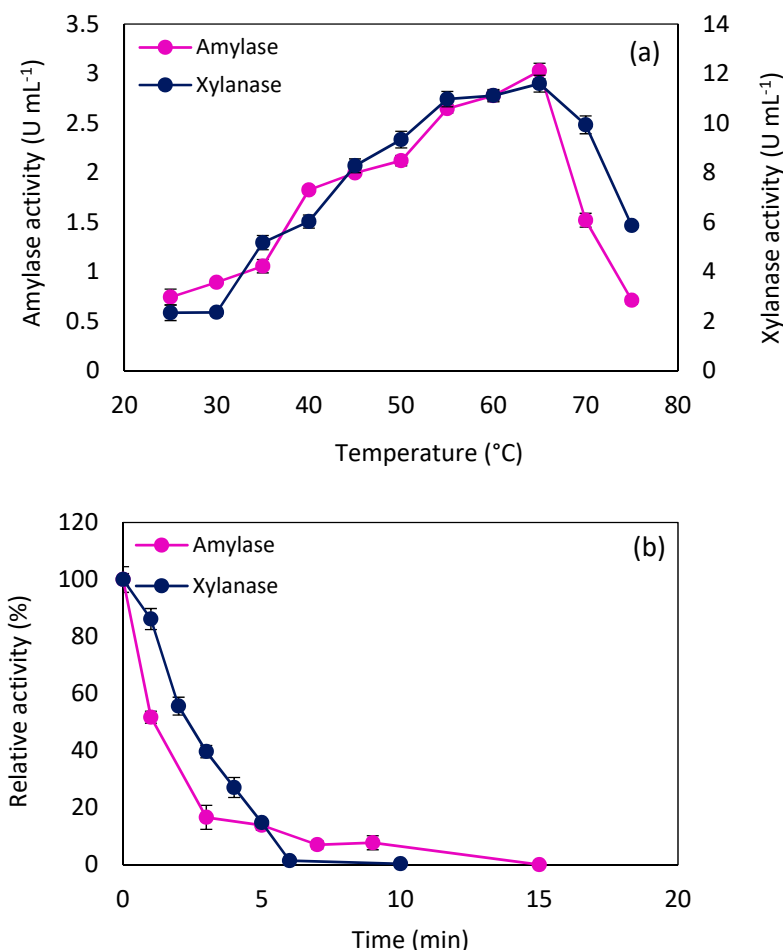 (a)
Amylase
Xylanase
Amylase activity (U mL⁻¹)
3.5
3
2.5
2
1.5
1
0.5
0
Xylanase activity (U mL⁻¹)
14
12
10
8
6
4
2
0
20 30 40 50 60 70 80
Temperature (°C)
(b)
Amylase
Xylanase
Relative activity (%)
120
100
80
60
40
20
0
0 5 10 15 20
Time (min)